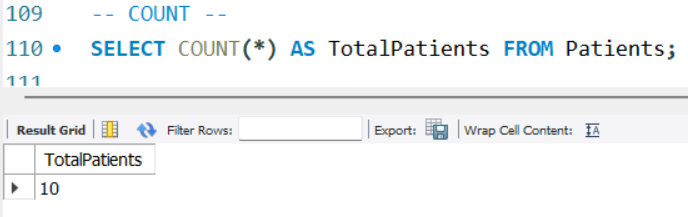 109 -- COUNT --
110 SELECT COUNT(*) AS TotalPatients FROM Patients;
111
Result Grid Filter Rows: Export: Wrap Cell Content: IA
TotalPatients
10